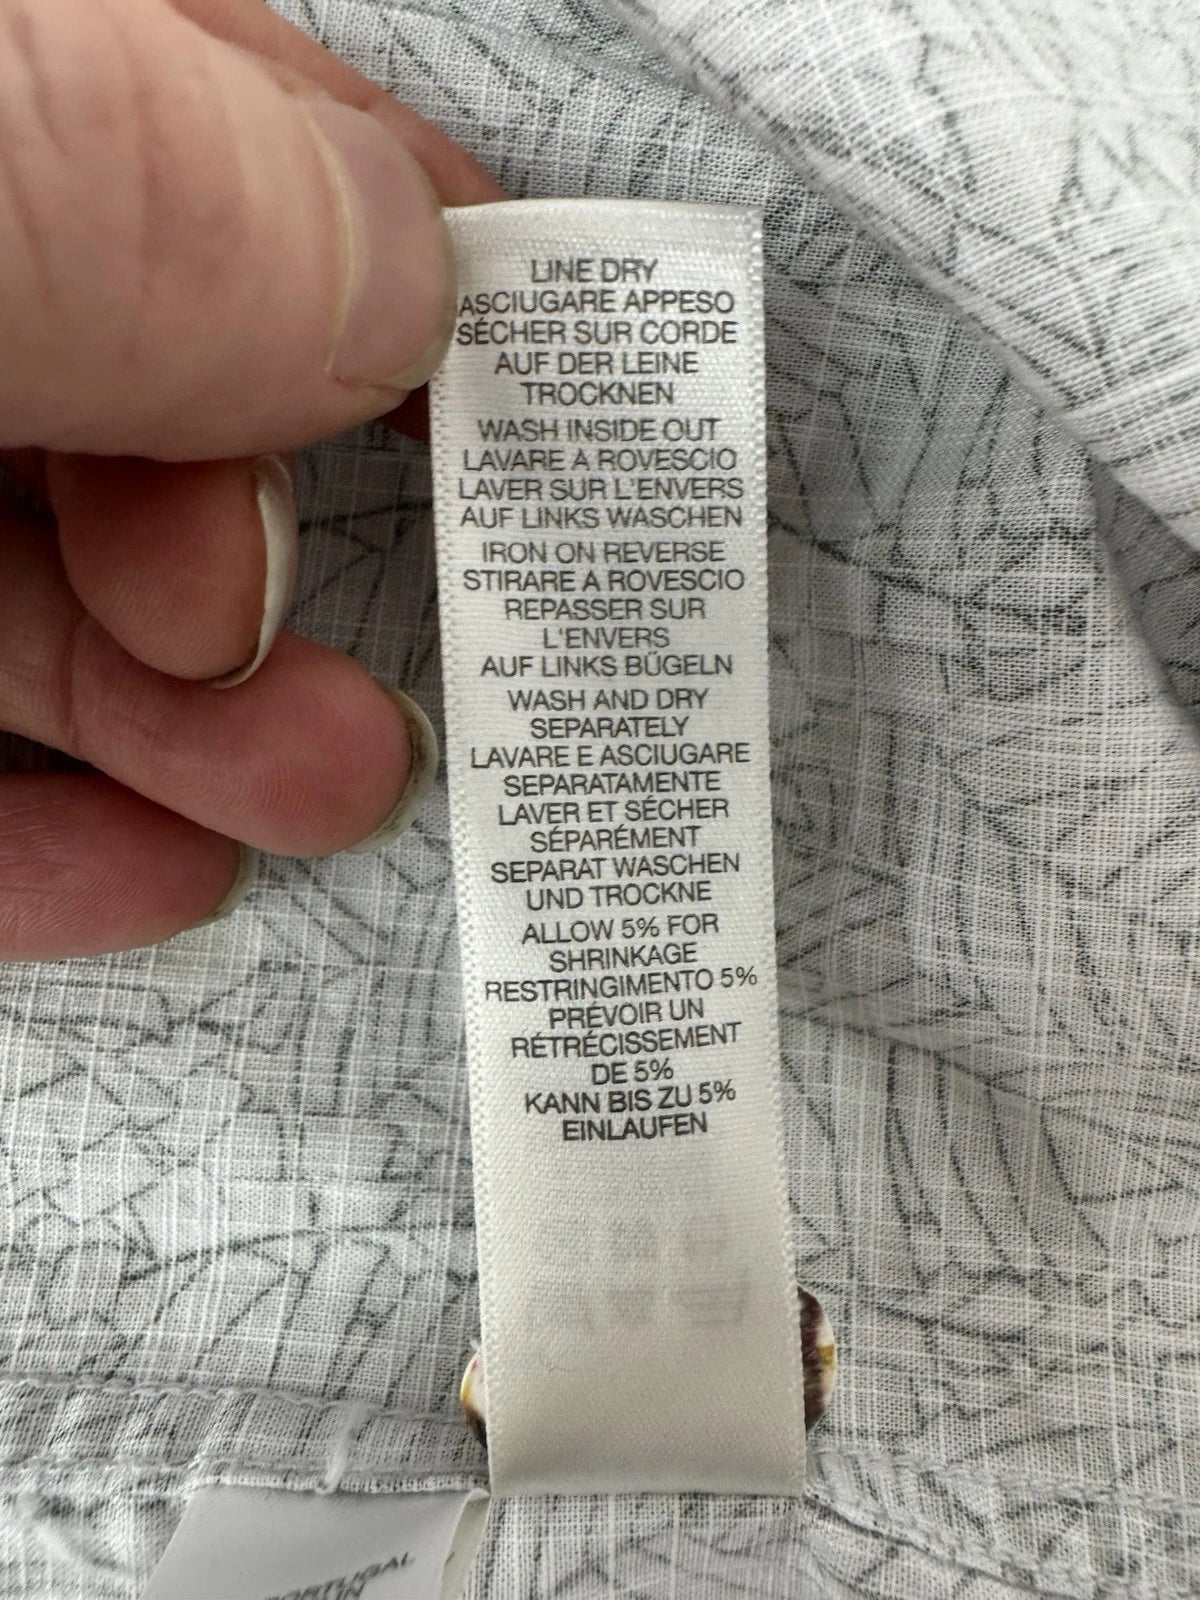 LINE DRY
ASCIUGARE APPESO
SÉCHER SUR CORDE
AUF DER LEINE
TROCKNEN
WASH INSIDE OUT
LAVARE A ROVESCIO
LAVER SUR L'ENVERS
AUF LINKS WASCHEN
IRON ON REVERSE
STIRARE A ROVESCIO
REPASSER SUR
L'ENVERS
AUF LINKS BÜGELN
WASH AND DRY
SEPARATELY
LAVARE E ASCIUGARE
SEPARATAMENTE
LAVER ET SÉCHER
SÉPARÉMENT
SEPARAT WASCHEN
UND TROCKNE
ALLOW 5% FOR
SHRINKAGE
RESTRINGIMENTO 5%
PRÉVOIR UN
RÉTRÉCISSEMENT
DE 5%
KANN BIS ZU 5%
EINLAUFEN